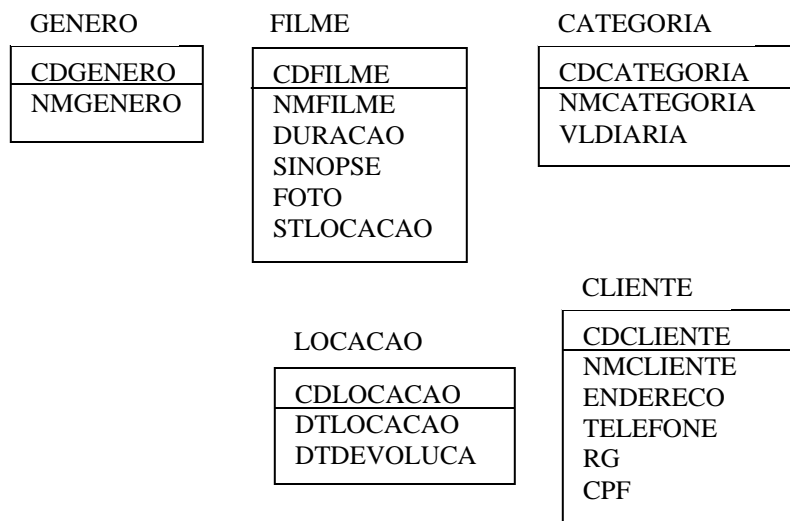 GENERO
CDGENERO
NMGENERO
FILME
CDFILME
NMFILME
DURACAO
SINOPSE
FOTO
STLOCACAO
CATEGORIA
CDCATEGORIA
NMCATEGORIA
VLDIARIA
LOCACAO
CDLOCACAO
DTLOCACAO
DTDEVOLUCA
CLIENTE
CDCLIENTE
NMCLIENTE
ENDERECO
TELEFONE
RG
CPF